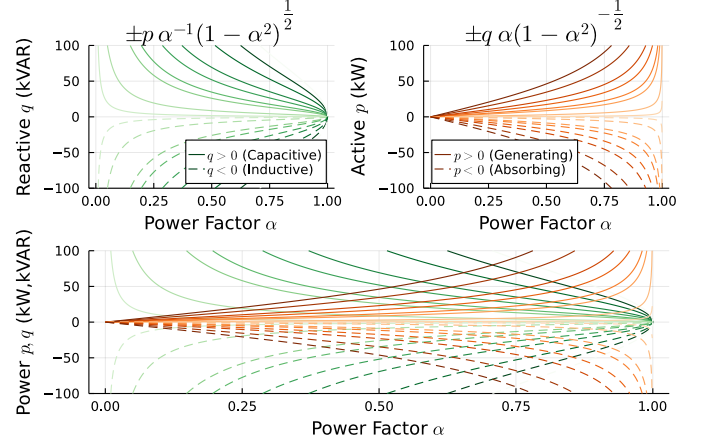 ±p α⁻¹(1 − α²)^{1/2}
100
50
0
−50
−100
Reactive q (kVAR)
q > 0 (Capacitive)
q < 0 (Inductive)
0.00 0.25 0.50 0.75 1.00
Power Factor α
±q α(1 − α²)^{−1/2}
100
50
0
−50
−100
Active p (kW)
p > 0 (Generating)
p < 0 (Absorbing)
0.00 0.25 0.50 0.75 1.00
Power Factor α
100
50
0
−50
−100
Power p, q (kW,kVAR)
0.00 0.25 0.50 0.75 1.00
Power Factor α